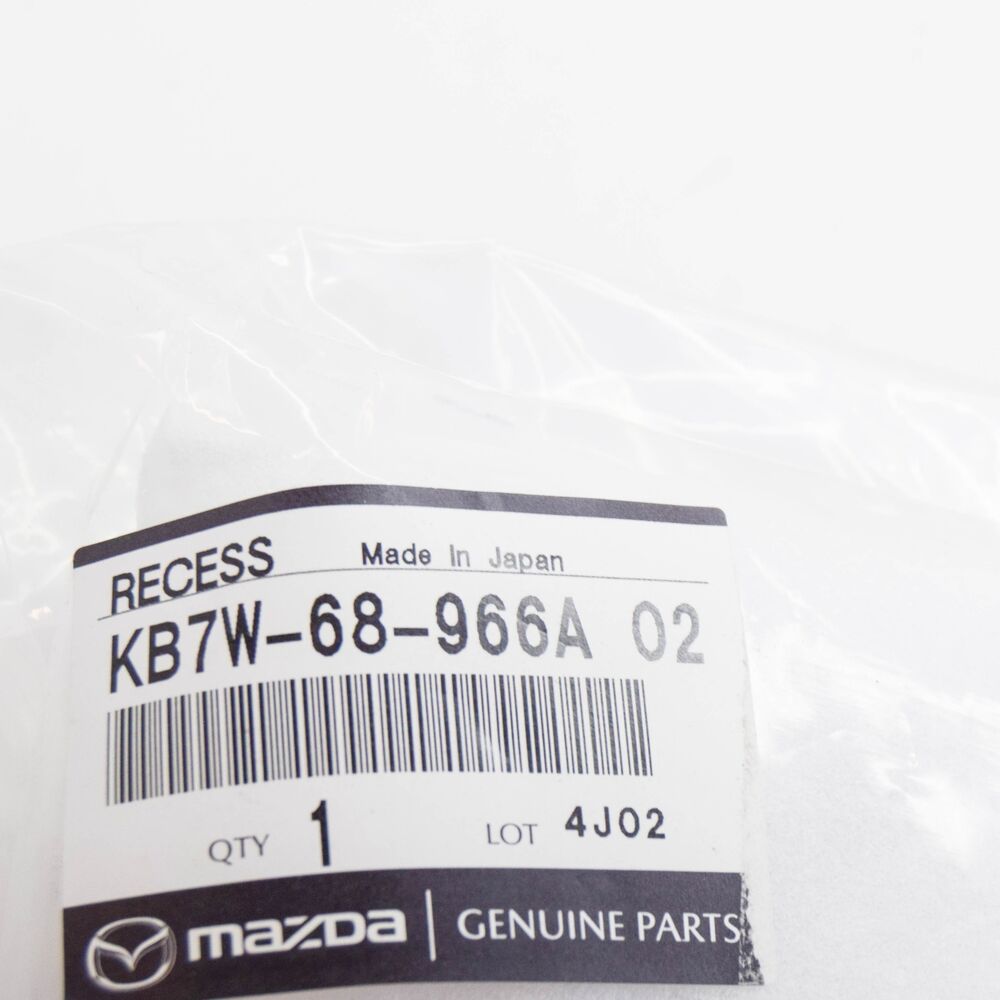 RECESS Made In Japan
KB7W-68-966A 02
QTY 1 LOT 4J02
mazda GENUINE PARTS